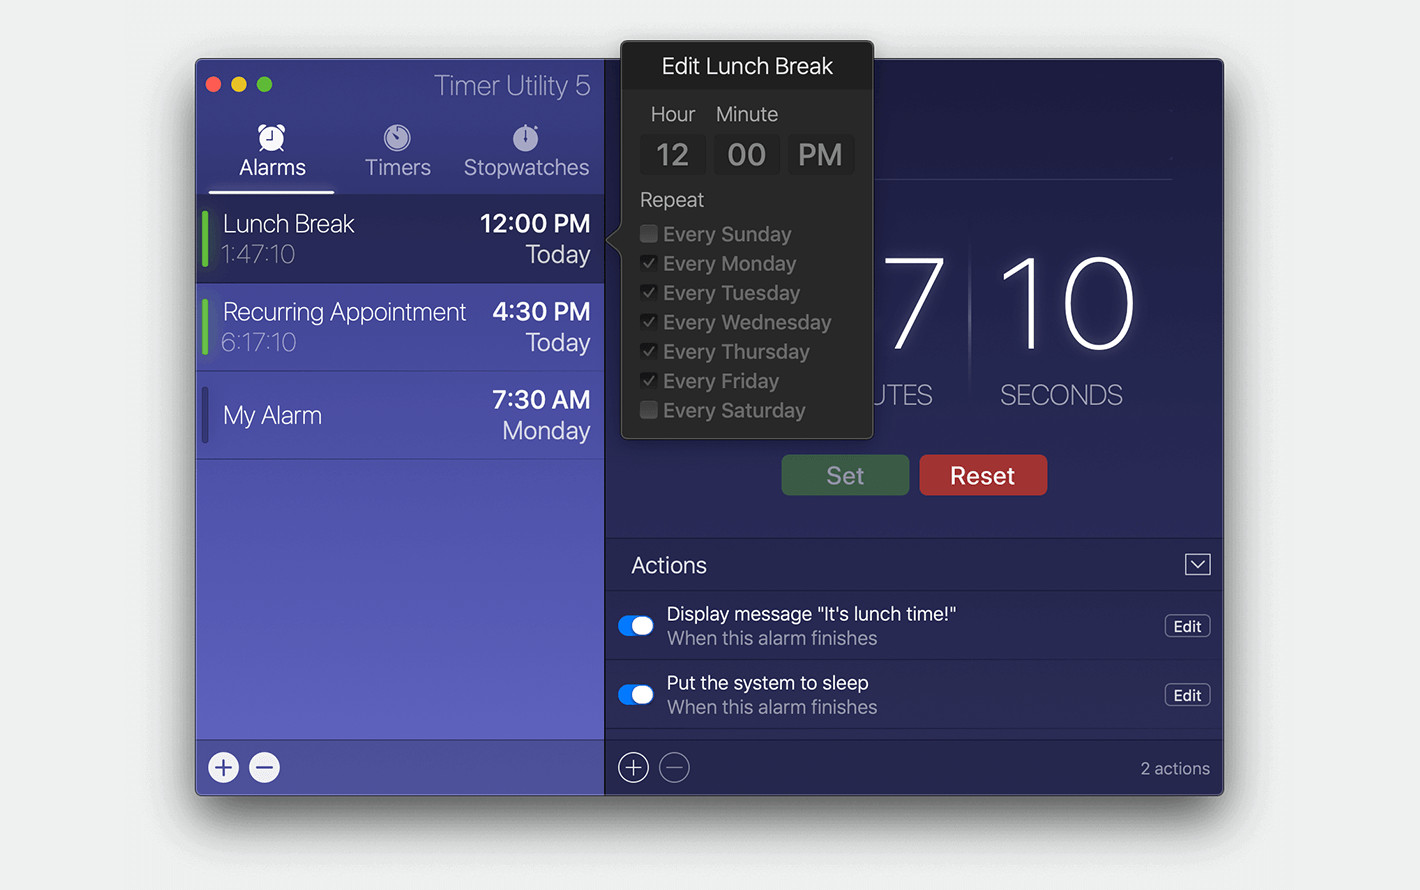 Timer Utility 5
Alarms
Timers
Stopwatches
Lunch Break
12:00 PM
1:47:10
Today
Recurring Appointment
4:30 PM
6:17:10
Today
My Alarm
7:30 AM
Monday
Edit Lunch Break
Hour Minute
12 00 PM
Repeat
Every Sunday
Every Monday
Every Tuesday
Every Wednesday
Every Thursday
Every Friday
Every Saturday
7 10
UTES SECONDS
Set
Reset
Actions
Display message "It's lunch time!"
When this alarm finishes
Edit
Put the system to sleep
When this alarm finishes
Edit
2 actions